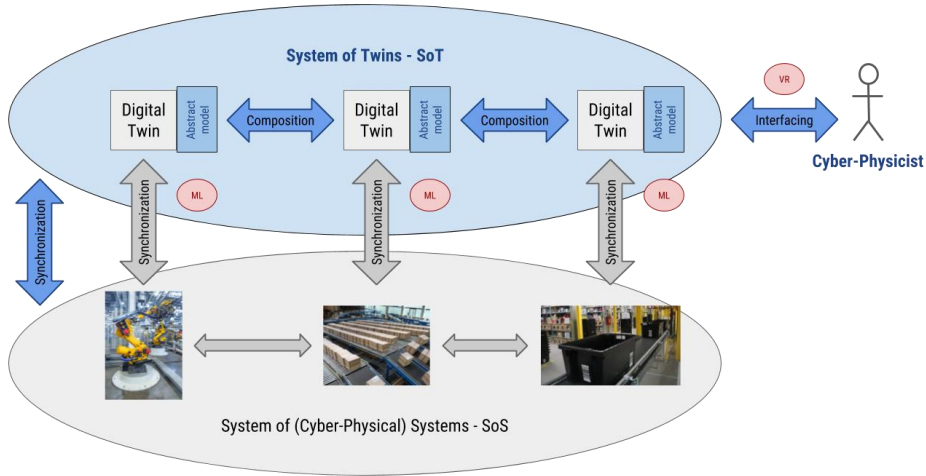 System of Twins - SoT
VR
Digital
Twin
Abstract
model
Composition
Digital
Twin
Abstract
model
Composition
Digital
Twin
Abstract
model
Interfacing
Cyber-Physicist
Synchronization
Synchronization
ML
Synchronization
ML
Synchronization
ML
System of (Cyber-Physical) Systems - SoS